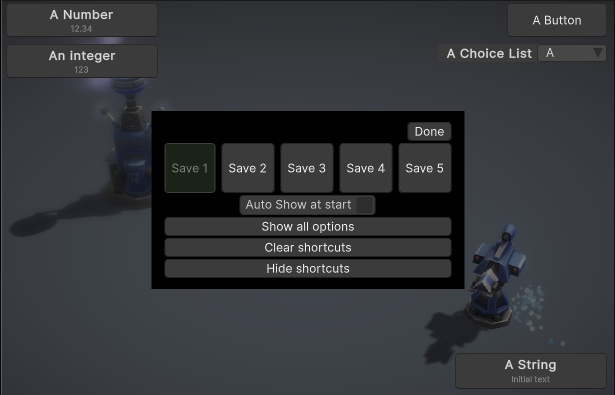 A Number
12.34
A Button
An integer
123
A Choice List A
Done
Save 1 Save 2 Save 3 Save 4 Save 5
Auto Show at start
Show all options
Clear shortcuts
Hide shortcuts
A String
Initial text